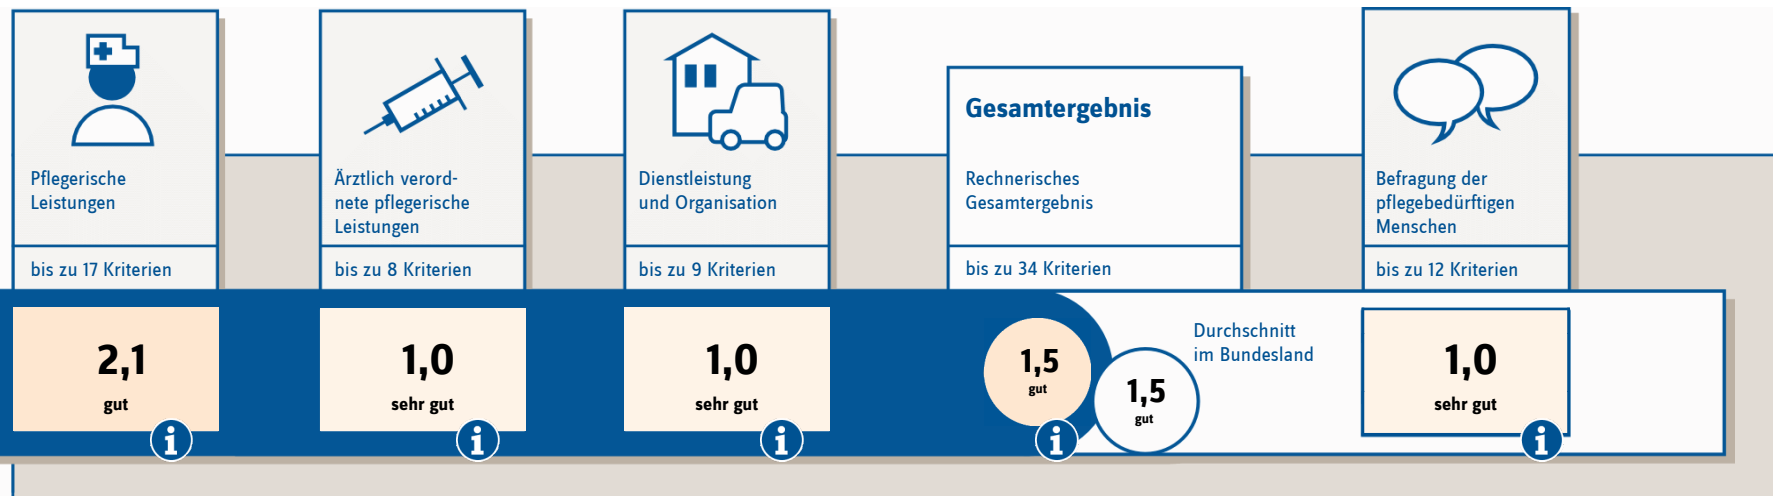 Pflegerische
Leistungen
bis zu 17 Kriterien
2,1
gut
Ärztlich verord-
nete pflegerische
Leistungen
bis zu 8 Kriterien
1,0
sehr gut
Dienstleistung
und Organisation
bis zu 9 Kriterien
1,0
sehr gut
Gesamtergebnis
Rechnerisches
Gesamtergebnis
bis zu 34 Kriterien
1,5
gut
Durchschnitt
im Bundesland
1,5
gut
Befragung der
pflegebedürftigen
Menschen
bis zu 12 Kriterien
1,0
sehr gut